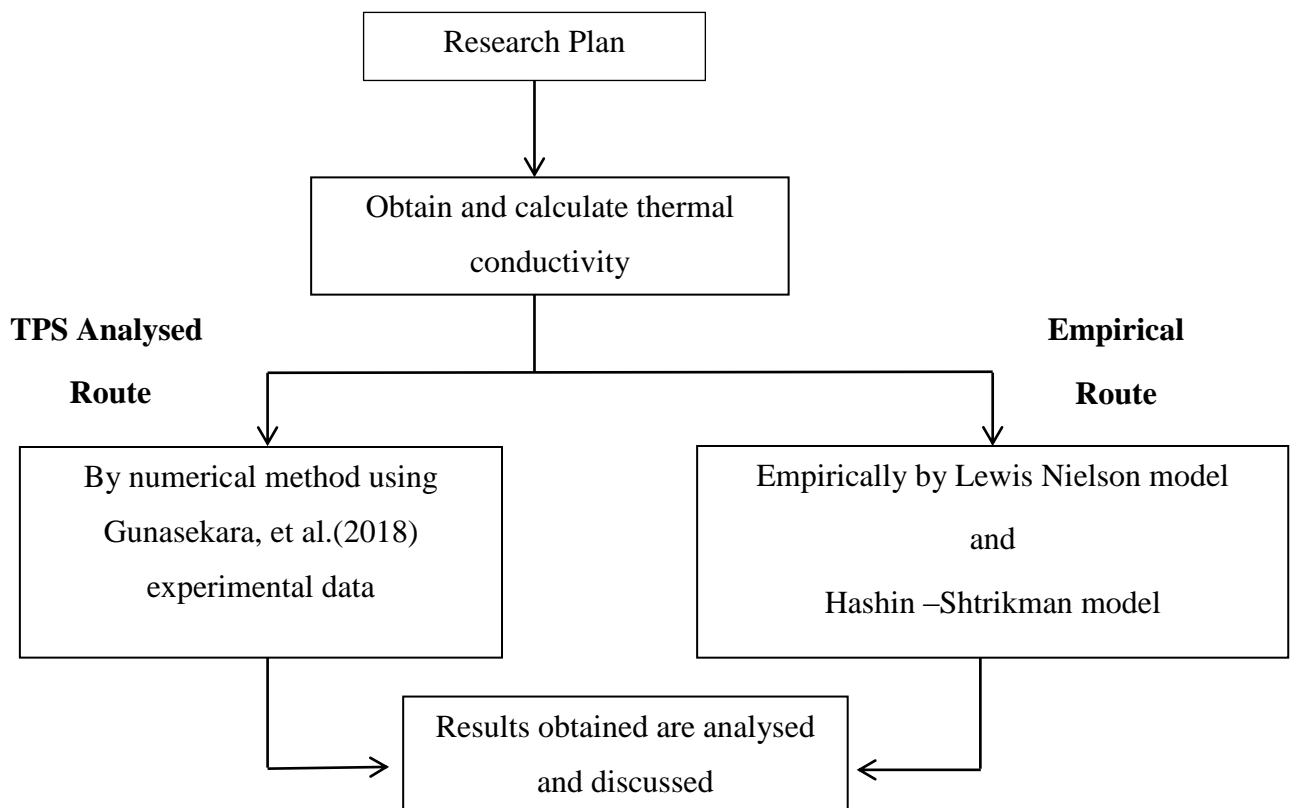 Research Plan
Obtain and calculate thermal
conductivity
TPS Analysed
Route
Empirical
Route
By numerical method using
Gunasekara, et al.(2018)
experimental data
Empirically by Lewis Nielson model
and
Hashin –Shtrikman model
Results obtained are analysed
and discussed